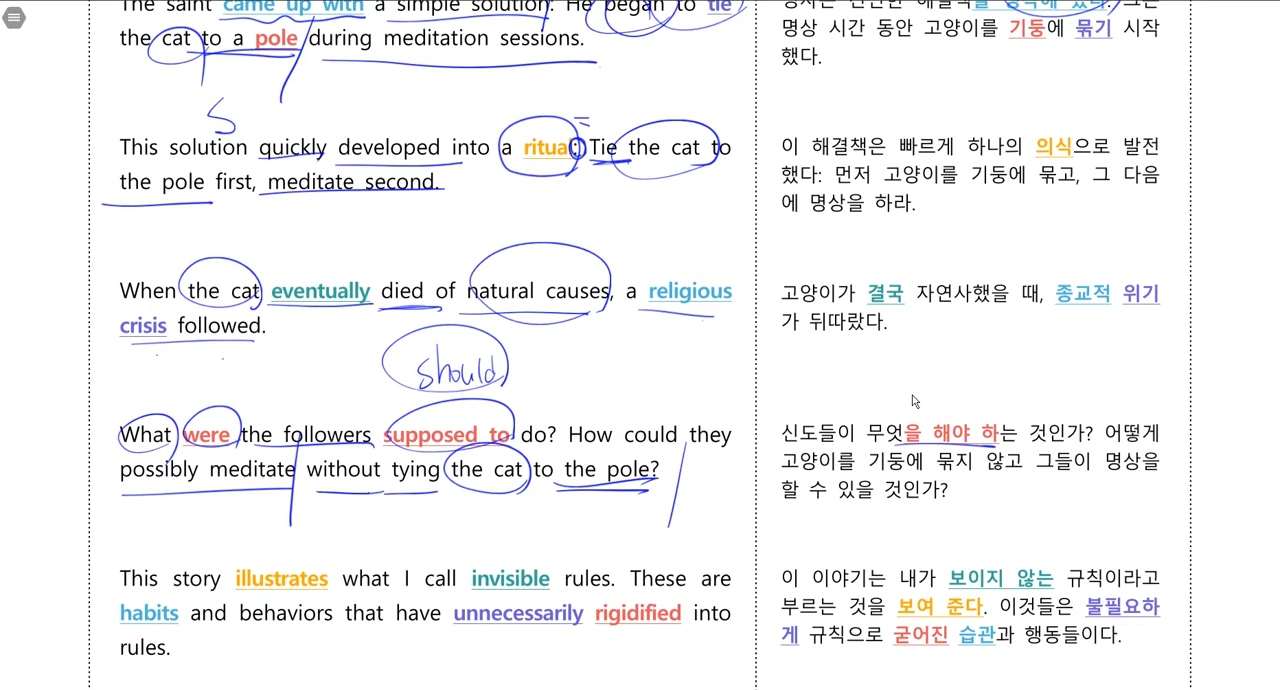 The saint came up with a simple solution: He began to tie
the cat to a pole during meditation sessions.
This solution quickly developed into a ritual: Tie the cat to
the pole first, meditate second.
When the cat eventually died of natural causes, a religious
crisis followed.
should
What were the followers supposed to do? How could they
possibly meditate without tying the cat to the pole?
This story illustrates what I call invisible rules. These are
habits and behaviors that have unnecessarily rigidified into
rules.
명상 시간 동안 고양이를 기둥에 묶기 시작
했다.
이 해결책은 빠르게 하나의 의식으로 발전
했다: 먼저 고양이를 기둥에 묶고, 그 다음
에 명상을 하라.
고양이가 결국 자연사했을 때, 종교적 위기
가 뒤따랐다.
신도들이 무엇을 해야 하는 것인가? 어떻게
고양이를 기둥에 묶지 않고 그들이 명상을
할 수 있을 것인가?
이 이야기는 내가 보이지 않는 규칙이라고
부르는 것을 보여 준다. 이것들은 불필요하
게 규칙으로 굳어진 습관과 행동들이다.